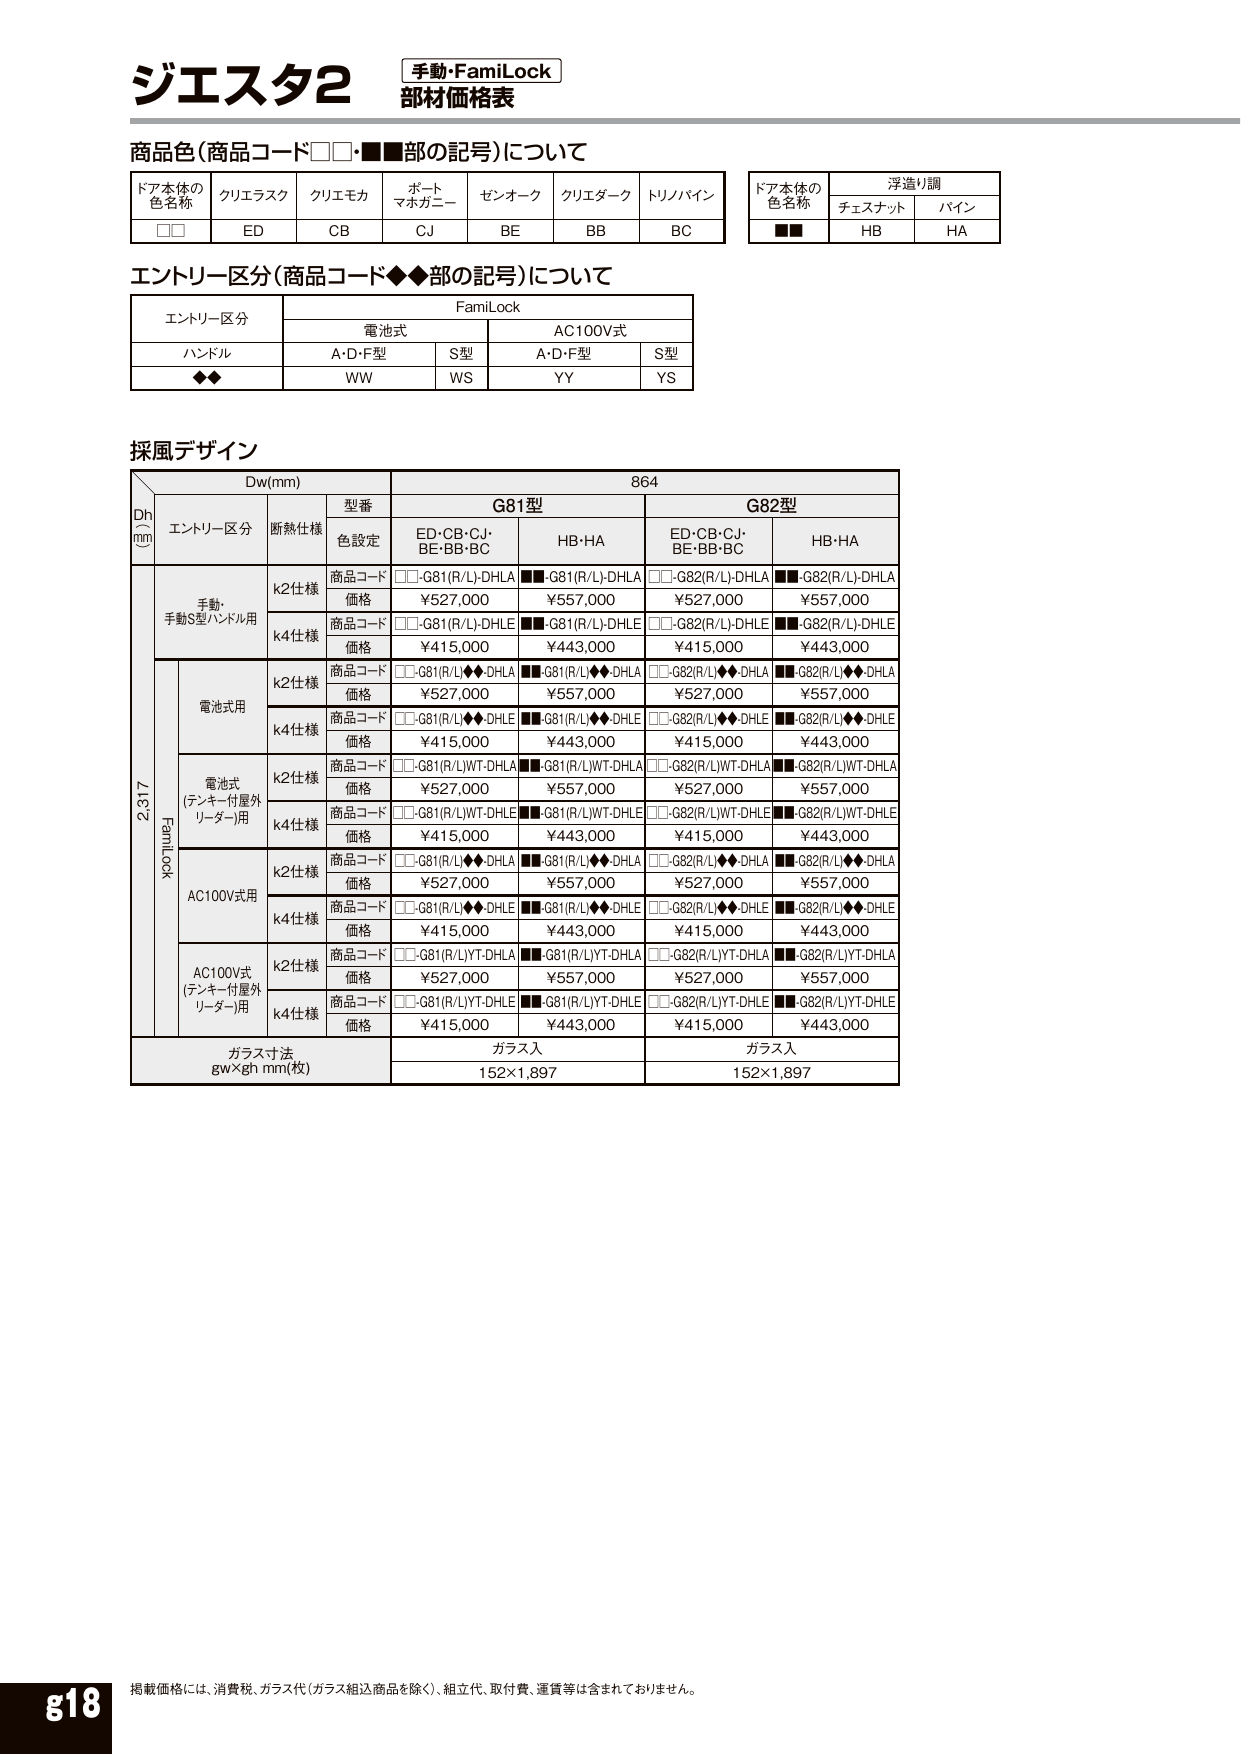 ジエスタ2
手動・FamiLock
部材価格表
商品色(商品コード□□・■■部の記号)について
ドア本体の色名称 クリエラスク クリエモカ ポートマホガニー ゼンオーク クリエダーク トリノパイン
□□ ED CB CJ BE BB BC
ドア本体の色名称 浮造り調
チェスナット パイン
■■ HB HA
エントリー区分(商品コード◆◆部の記号)について
エントリー区分 FamiLock
電池式 AC100V式
ハンドル A・D・F型 S型 A・D・F型 S型
◆◆ WW WS YY YS
採風デザイン
Dw(mm) 864
Dh(mm) エントリー区分 断熱仕様 型番 G81型 G82型
色設定 ED・CB・CJ・BE・BB・BC HB・HA ED・CB・CJ・BE・BB・BC HB・HA
2,317
手動・
手動S型ハンドル用
k2仕様 商品コード □□-G81(R/L)-DHLA ■■-G81(R/L)-DHLA □□-G82(R/L)-DHLA ■■-G82(R/L)-DHLA
価格 ¥527,000 ¥557,000 ¥527,000 ¥557,000
k4仕様 商品コード □□-G81(R/L)-DHLE ■■-G81(R/L)-DHLE □□-G82(R/L)-DHLE ■■-G82(R/L)-DHLE
価格 ¥415,000 ¥443,000 ¥415,000 ¥443,000
FamiLock
電池式用
k2仕様 商品コード □□-G81(R/L)◆◆-DHLA ■■-G81(R/L)◆◆-DHLA □□-G82(R/L)◆◆-DHLA ■■-G82(R/L)◆◆-DHLA
価格 ¥527,000 ¥557,000 ¥527,000 ¥557,000
k4仕様 商品コード □□-G81(R/L)◆◆-DHLE ■■-G81(R/L)◆◆-DHLE □□-G82(R/L)◆◆-DHLE ■■-G82(R/L)◆◆-DHLE
価格 ¥415,000 ¥443,000 ¥415,000 ¥443,000
電池式
(テンキー付屋外
リーダー)用
k2仕様 商品コード □□-G81(R/L)WT-DHLA ■■-G81(R/L)WT-DHLA □□-G82(R/L)WT-DHLA ■■-G82(R/L)WT-DHLA
価格 ¥527,000 ¥557,000 ¥527,000 ¥557,000
k4仕様 商品コード □□-G81(R/L)WT-DHLE ■■-G81(R/L)WT-DHLE □□-G82(R/L)WT-DHLE ■■-G82(R/L)WT-DHLE
価格 ¥415,000 ¥443,000 ¥415,000 ¥443,000
AC100V式用
k2仕様 商品コード □□-G81(R/L)◆◆-DHLA ■■-G81(R/L)◆◆-DHLA □□-G82(R/L)◆◆-DHLA ■■-G82(R/L)◆◆-DHLA
価格 ¥527,000 ¥557,000 ¥527,000 ¥557,000
k4仕様 商品コード □□-G81(R/L)◆◆-DHLE ■■-G81(R/L)◆◆-DHLE □□-G82(R/L)◆◆-DHLE ■■-G82(R/L)◆◆-DHLE
価格 ¥415,000 ¥443,000 ¥415,000 ¥443,000
AC100V式
(テンキー付屋外
リーダー)用
k2仕様 商品コード □□-G81(R/L)YT-DHLA ■■-G81(R/L)YT-DHLA □□-G82(R/L)YT-DHLA ■■-G82(R/L)YT-DHLA
価格 ¥527,000 ¥557,000 ¥527,000 ¥557,000
k4仕様 商品コード □□-G81(R/L)YT-DHLE ■■-G81(R/L)YT-DHLE □□-G82(R/L)YT-DHLE ■■-G82(R/L)YT-DHLE
価格 ¥415,000 ¥443,000 ¥415,000 ¥443,000
ガラス寸法 ガラス入 ガラス入
gw×gh mm(枚) 152×1,897 152×1,897
g18
掲載価格には、消費税、ガラス代(ガラス組込商品を除く)、組立代、取付費、運賃等は含まれておりません。